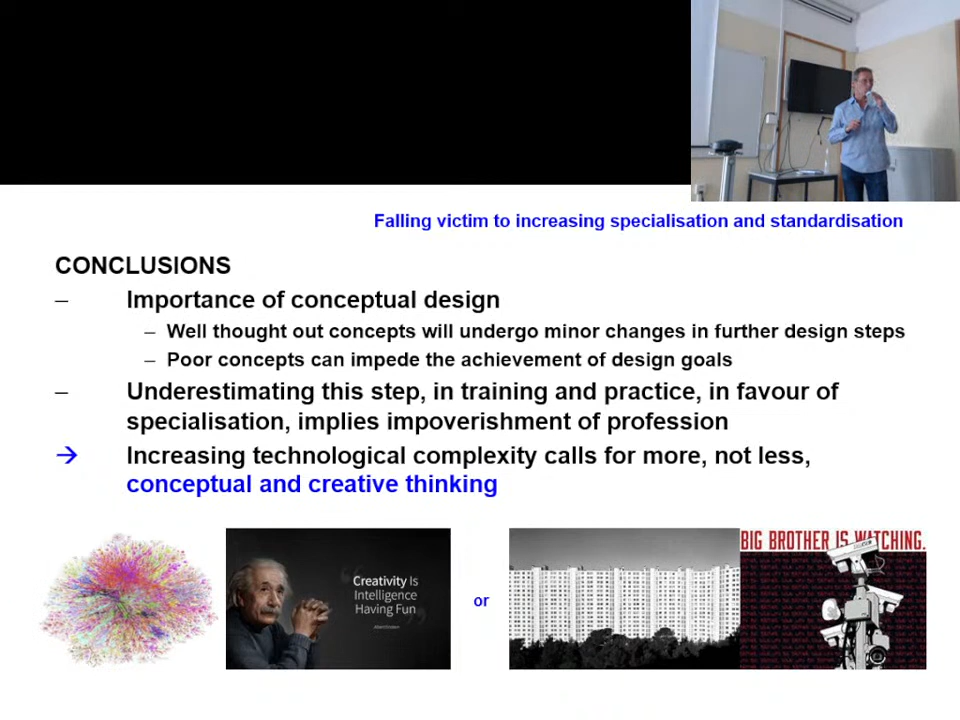 Falling victim to increasing specialisation and standardisation
CONCLUSIONS
– Importance of conceptual design
– Well thought out concepts will undergo minor changes in further design steps
– Poor concepts can impede the achievement of design goals
– Underestimating this step, in training and practice, in favour of
specialisation, implies impoverishment of profession
→ Increasing technological complexity calls for more, not less,
conceptual and creative thinking
“Creativity Is
Intelligence
Having Fun”
Albert Einstein
or
BIG BROTHER IS WATCHING.